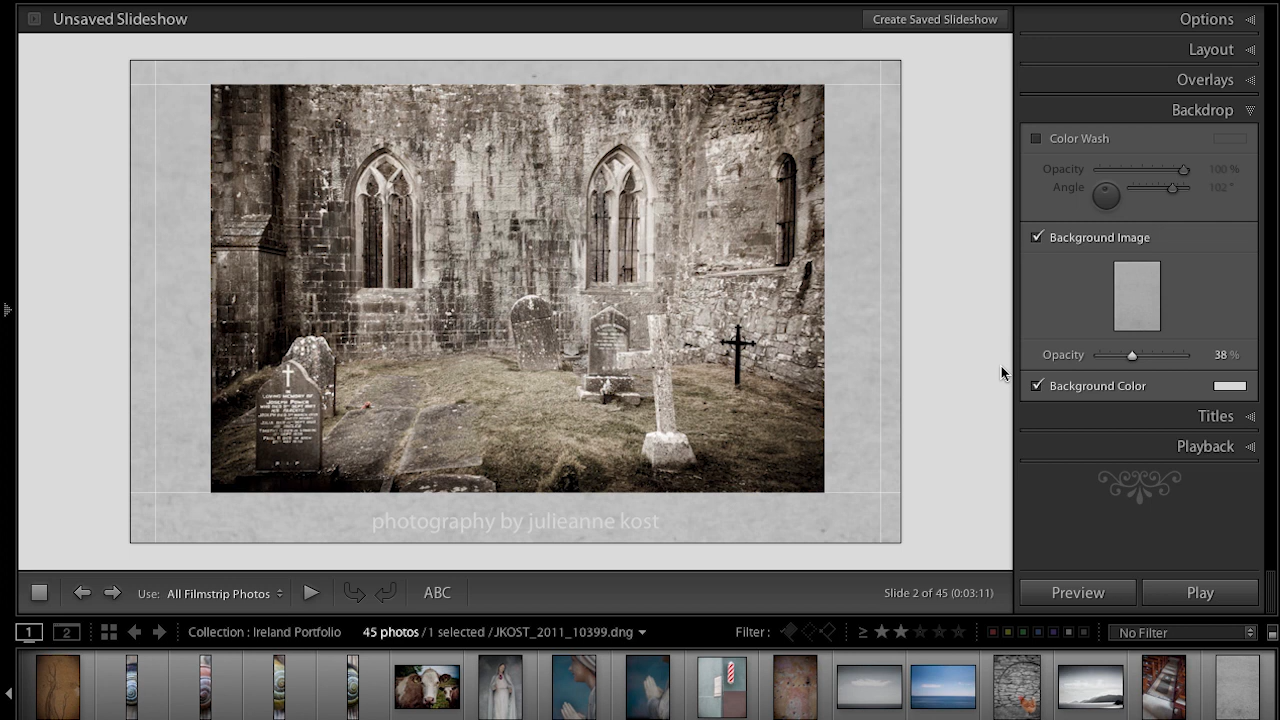 Unsaved Slideshow
Create Saved Slideshow
Options
Layout
Overlays
Backdrop
Color Wash
Opacity 100 %
Angle 102 °
Background Image
Opacity 38 %
Background Color
Titles
Playback
photography by julieanne kost
Use: All Filmstrip Photos
ABC
Slide 2 of 45 (0:03:11)
Preview
Play
1
2
Collection : Ireland Portfolio
45 photos / 1 selected / JKOST_2011_10399.dng
Filter :
≥
No Filter